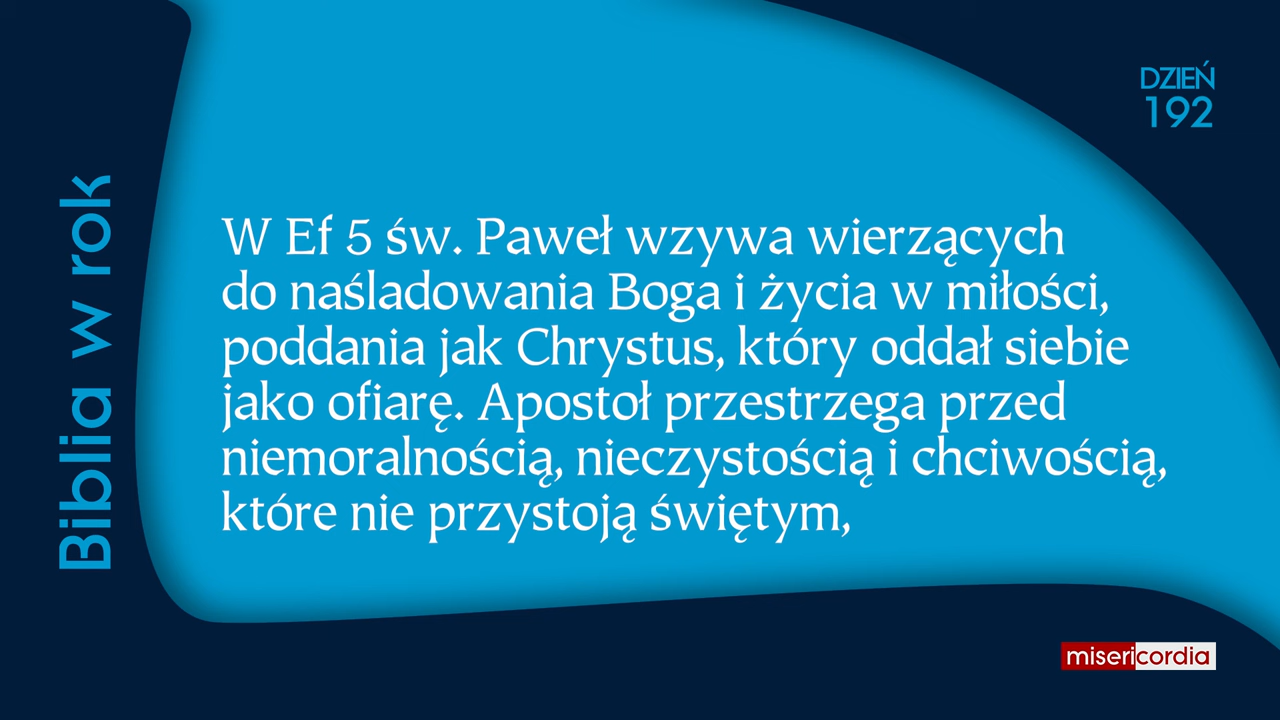 DZIEŃ
192
Biblia w rok
W Ef 5 św. Paweł wzywa wierzących
do naśladowania Boga i życia w miłości,
poddania jak Chrystus, który oddał siebie
jako ofiarę. Apostoł przestrzega przed
niemoralnością, nieczystością i chciwością,
które nie przystoją świętym,
misericordia